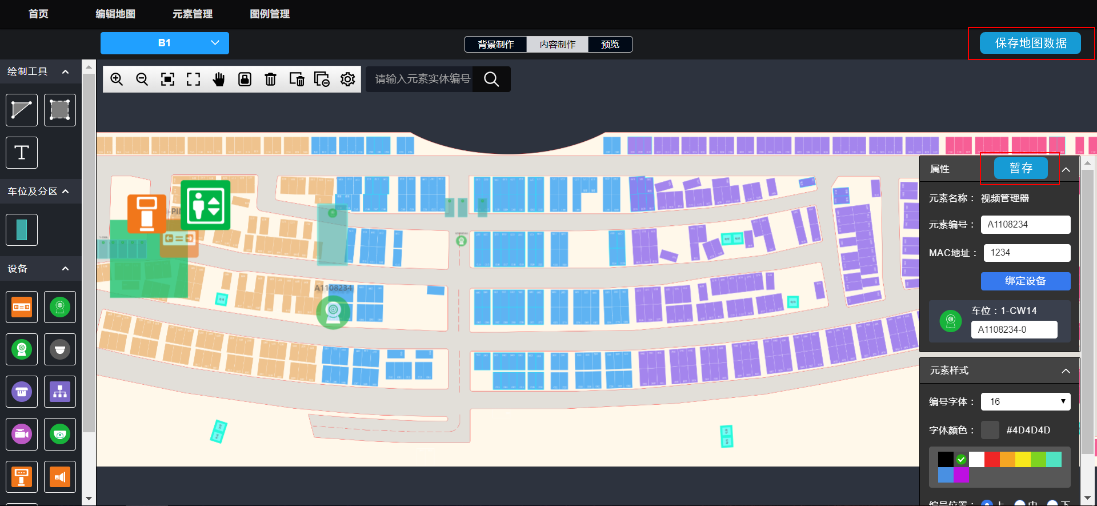 首页 编辑地图 元素管理 图例管理
B1
背景制作 内容制作 预览
保存地图数据
绘制工具
请输入元素实体编号
T
车位及分区
设备
A1108234
属性 暂存
元素名称： 视频管理器
元素编号： A1108234
MAC地址： 1234
绑定设备
车位：1-CW14
A1108234-0
元素样式
编号字体： 16
字体颜色： #4D4D4D
编号位置： 上 中 下